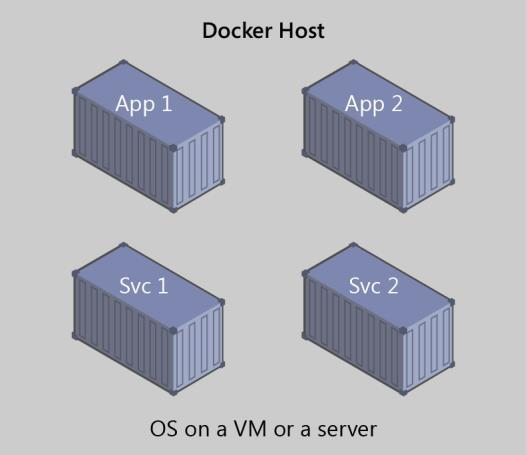 Docker Host
App 1
App 2
Svc 1
Svc 2
OS on a VM or a server